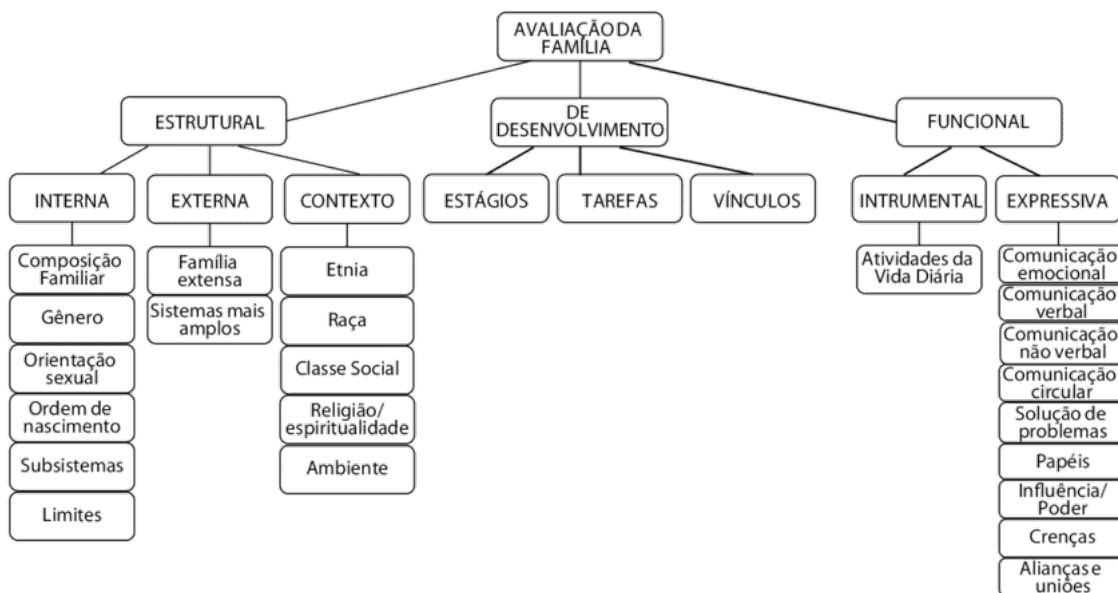 AVALIAÇÃO DA
FAMÍLIA
ESTRUTURAL
DE
DESENVOLVIMENTO
FUNCIONAL
INTERNA
EXTERNA
CONTEXTO
ESTÁGIOS
TAREFAS
VÍNCULOS
INTRUMENTAL
EXPRESSIVA
Composição
Familiar
Gênero
Orientação
sexual
Ordem de
nascimento
Subsistemas
Limites
Família
extensa
Sistemas mais
amplos
Etnia
Raça
Classe Social
Religião/
espiritualidade
Ambiente
Atividades da
Vida Diária
Comunicação
emocional
Comunicação
verbal
Comunicação
não verbal
Comunicação
circular
Solução de
problemas
Papéis
Influência/
Poder
Crenças
Alianças e
uniões